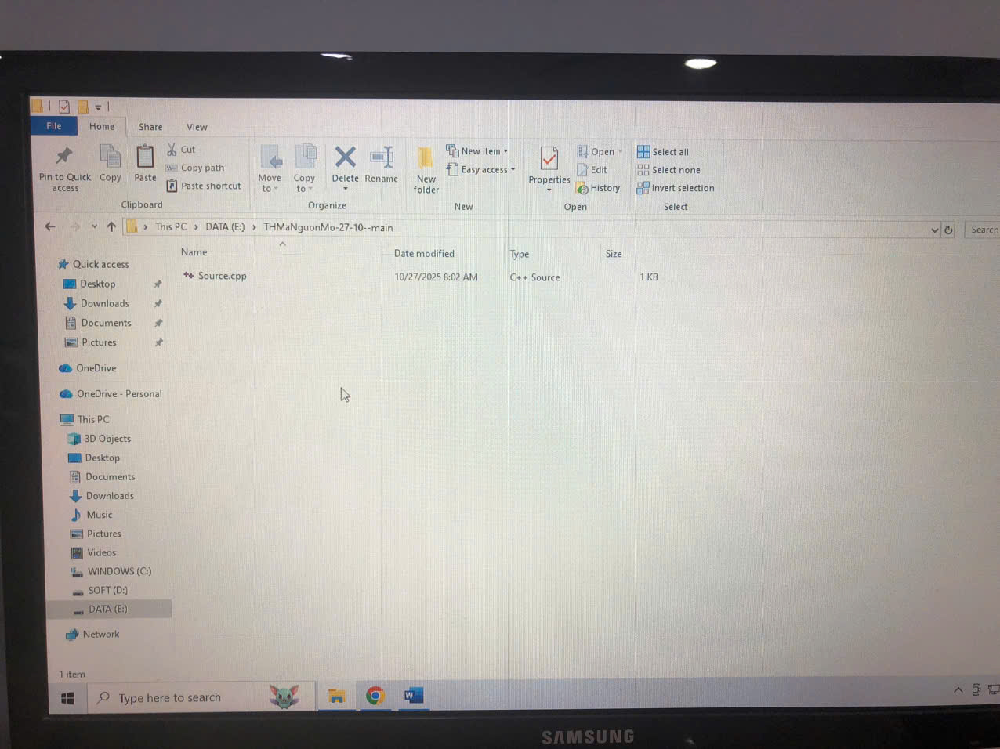 File Home Share View
Pin to Quick access
Copy
Paste
Cut
Copy path
Paste shortcut
Clipboard
Move to
Copy to
Delete
Rename
Organize
New folder
New item
Easy access
New
Properties
Open
Edit
History
Open
Select all
Select none
Invert selection
Select
This PC > DATA (E:) > THMaNguonMo-27-10--main
Search
Name Date modified Type Size
Source.cpp 10/27/2025 8:02 AM C++ Source 1 KB
Quick access
Desktop
Downloads
Documents
Pictures
OneDrive
OneDrive - Personal
This PC
3D Objects
Desktop
Documents
Downloads
Music
Pictures
Videos
WINDOWS (C:)
SOFT (D:)
DATA (E:)
Network
1 item
Type here to search
SAMSUNG